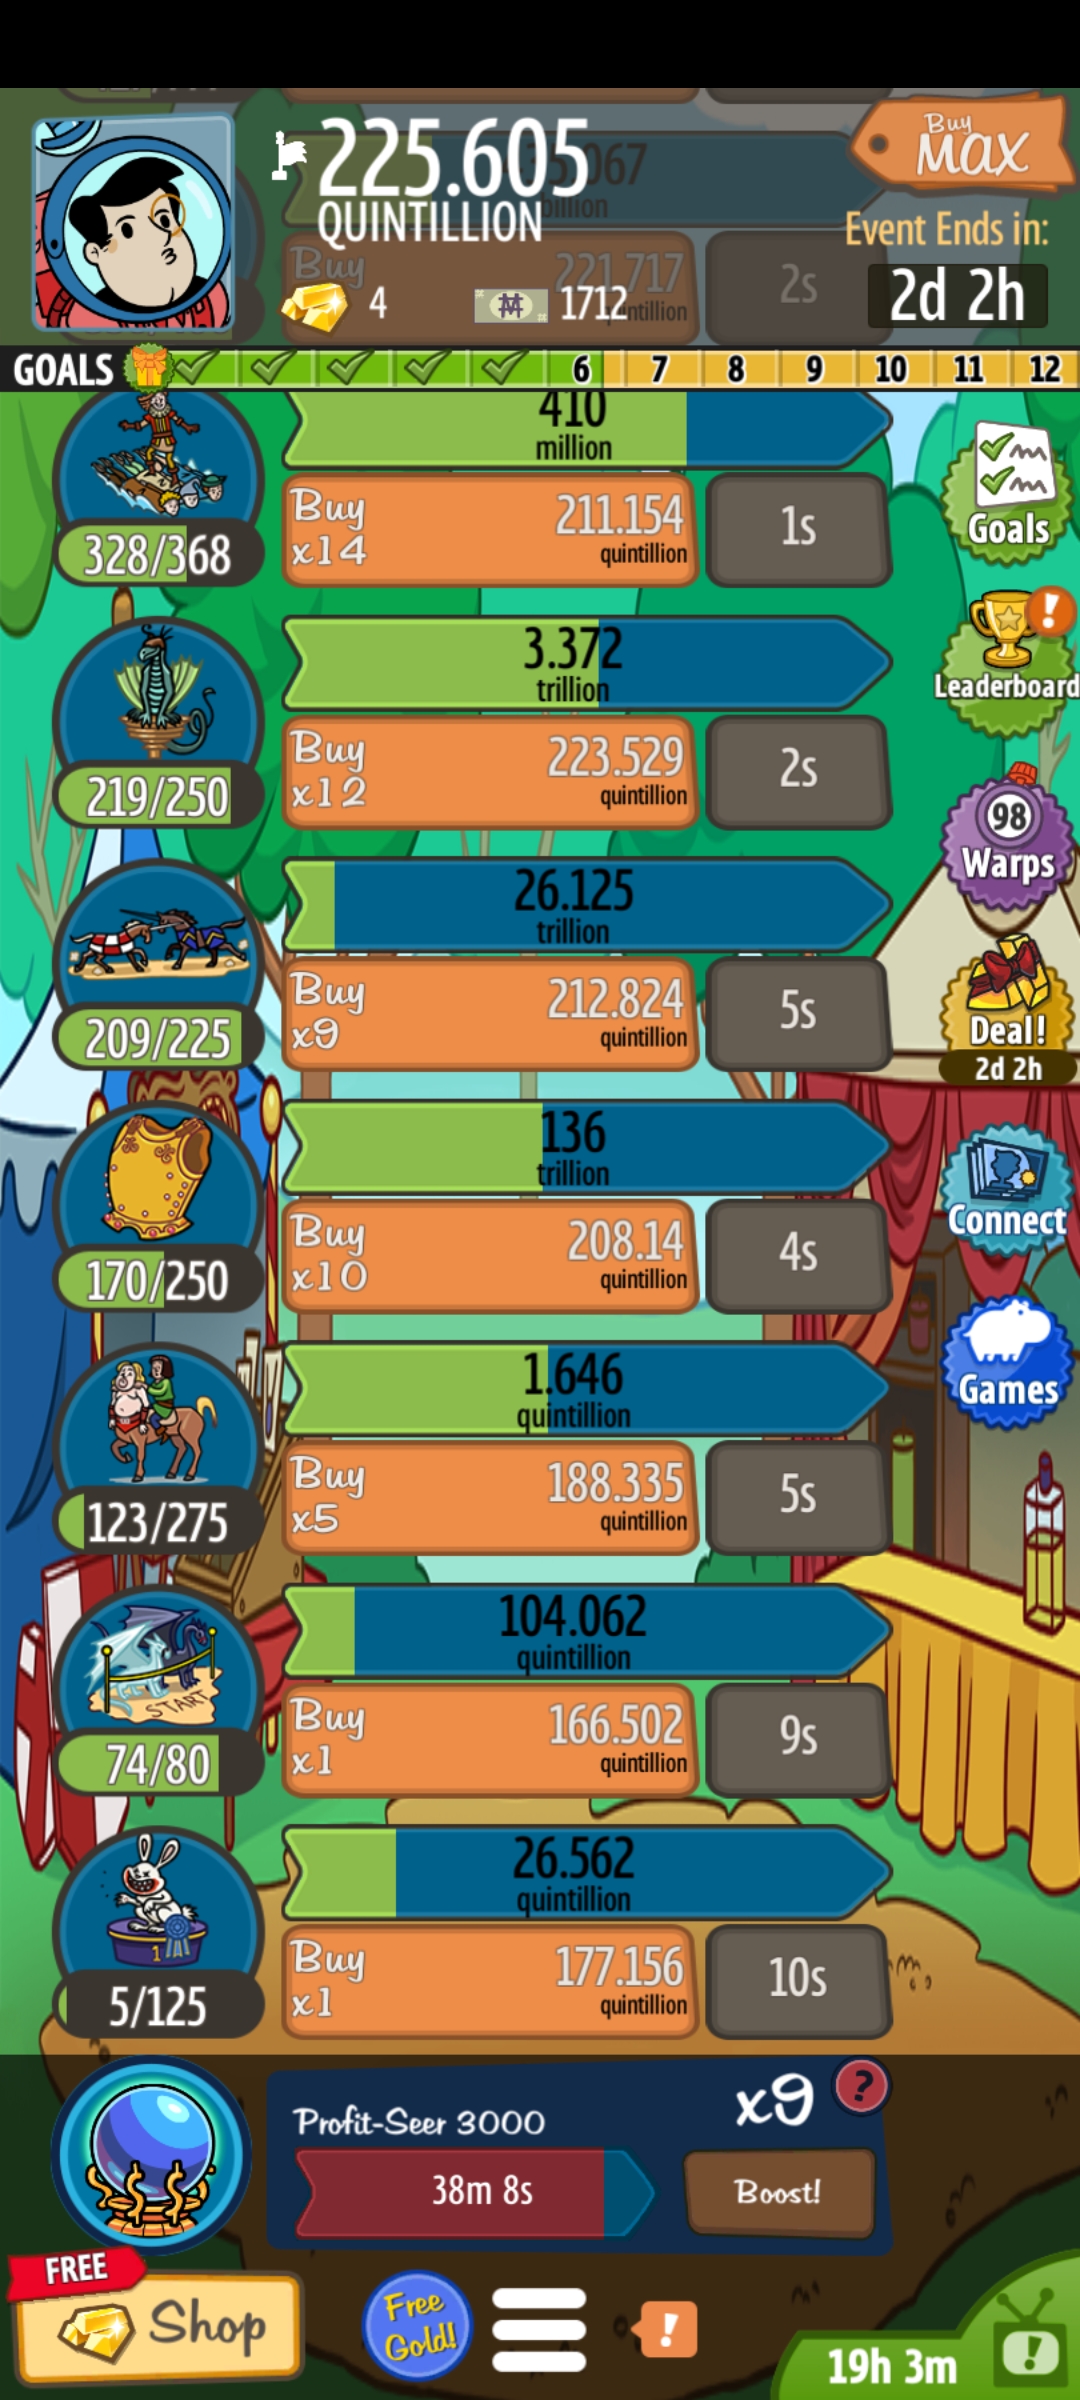 225.605
QUINTILLION
Buy
MAX
Event Ends in:
2d 2h
4
1712
Buy
221.717
2s
GOALS 6 7 8 9 10 11 12
410
million
328/368
Buy
x14
211.154
quintillion
1s
Goals
3.372
trillion
219/250
Buy
x12
223.529
quintillion
2s
!
Leaderboard
98
Warps
26.125
trillion
209/225
Buy
x9
212.824
quintillion
5s
Deal!
2d 2h
136
trillion
170/250
Buy
x10
208.14
quintillion
4s
Connect
1.646
quintillion
123/275
Buy
x5
188.335
quintillion
5s
Games
104.062
quintillion
START
74/80
Buy
x1
166.502
quintillion
9s
26.562
quintillion
1
5/125
Buy
x1
177.156
quintillion
10s
Profit-Seer 3000
x9
?
38m 8s
Boost!
FREE
Shop
Free
Gold!
!
19h 3m
!